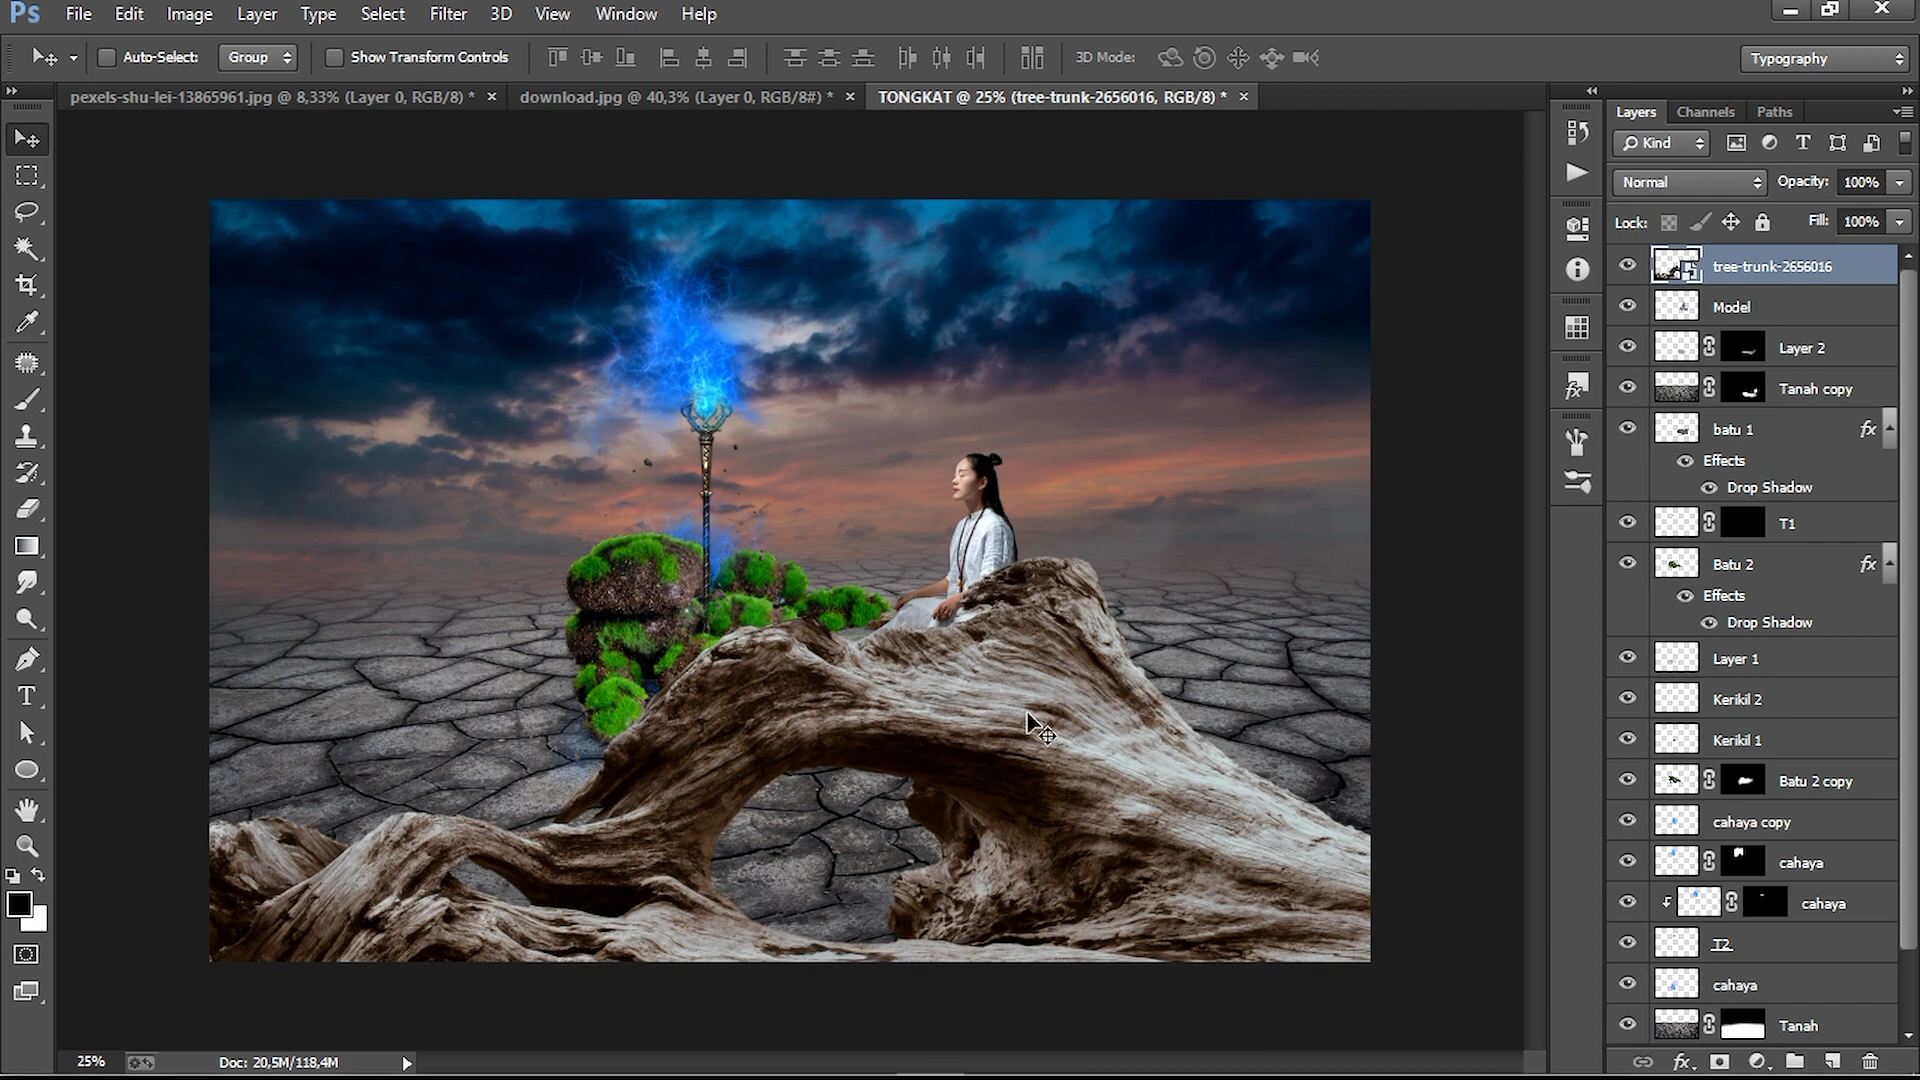 Ps File Edit Image Layer Type Select Filter 3D View Window Help
Auto-Select: Group Show Transform Controls 3D Mode: Typography
pexels-shu-lei-13865961.jpg @ 8,33% (Layer 0, RGB/8) * × download.jpg @ 40,3% (Layer 0, RGB/8#) * × TONGKAT @ 25% (tree-trunk-2656016, RGB/8) * ×
Layers Channels Paths
Kind T
Normal Opacity: 100%
Lock: Fill: 100%
tree-trunk-2656016
Model
Layer 2
Tanah copy
batu 1 fx
Effects
Drop Shadow
T1
Batu 2 fx
Effects
Drop Shadow
Layer 1
Kerikil 2
Kerikil 1
Batu 2 copy
cahaya copy
cahaya
cahaya
T2
cahaya
Tanah
25% Doc: 20,5M/118,4M